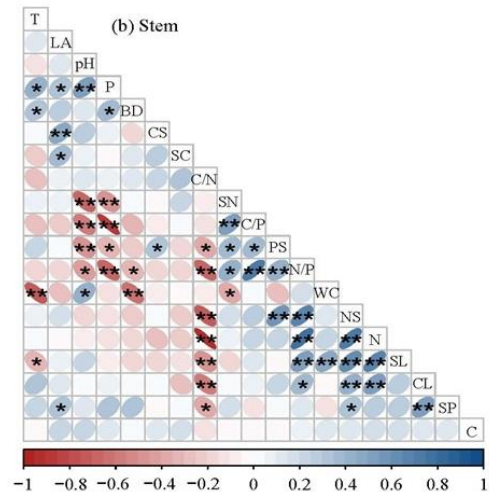 T
(b) Stem
LA
pH
* * ** P
* * BD
** CS
* SC
C/N
** ** SN
** ** ** C/P
** * * * * * PS
* ** * ** * ** ** N/P
** * ** * WC
** ** ** NS
** ** ** N
* ** ** ** ** ** SL
** * ** ** CL
* * * ** SP
C
−1 −0.8 −0.6 −0.4 −0.2 0 0.2 0.4 0.6 0.8 1